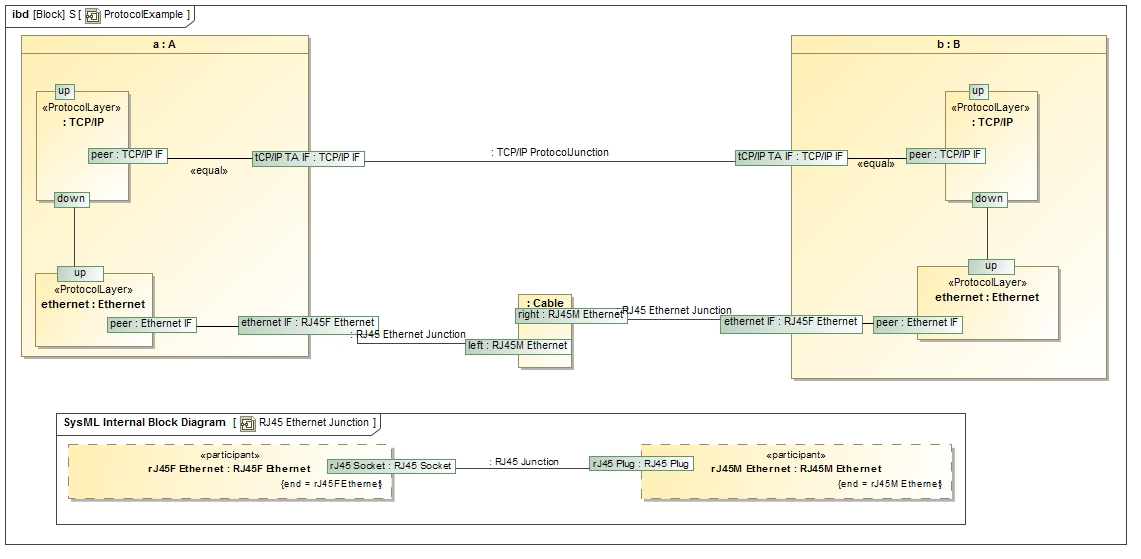 ibd [Block] S [ ProtocolExample ]
a : A
b : B
up
«ProtocolLayer»
: TCP/IP
peer : TCP/IP IF
«equal»
tCP/IP TA IF : TCP/IP IF
: TCP/IP ProtocolJunction
tCP/IP TA IF : TCP/IP IF
«equal»
peer : TCP/IP IF
up
«ProtocolLayer»
: TCP/IP
down
down
up
«ProtocolLayer»
ethernet : Ethernet
peer : Ethernet IF
ethernet IF : RJ45F Ethernet
: RJ45 Ethernet Junction
: Cable
right : RJ45M Ethernet
left : RJ45M Ethernet
RJ45 Ethernet Junction
ethernet IF : RJ45F Ethernet
peer : Ethernet IF
up
«ProtocolLayer»
ethernet : Ethernet
SysML Internal Block Diagram [ RJ45 Ethernet Junction ]
«participant»
rJ45F Ethernet : RJ45F Ethernet
{end = rJ45F Ethernet}
rJ45 Socket : RJ45 Socket
: RJ45 Junction
rJ45 Plug : RJ45 Plug
«participant»
rJ45M Ethernet : RJ45M Ethernet
{end = rJ45M Ethernet}